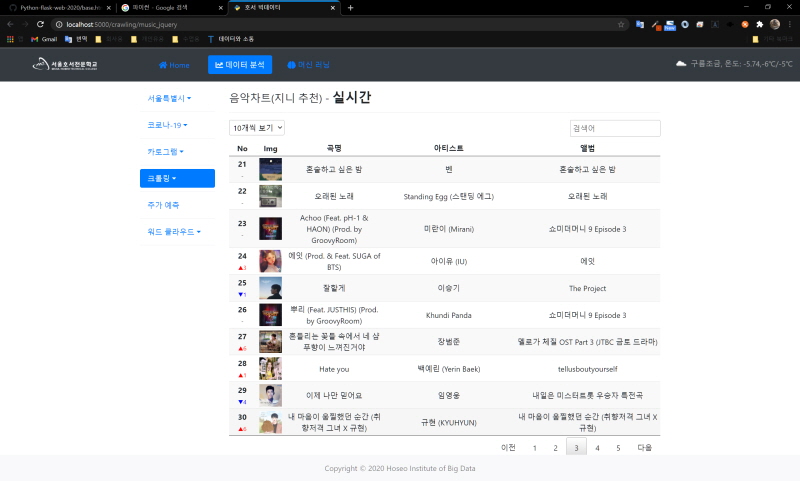 Python-flask-web-2020/base.ht
파이썬 - Google 검색
호서 빅데이터
localhost:5000/crawling/music_jquery
앱
Gmail
번역
데이터와 소통
서울호서전문학교
Home
데이터 분석
머신 러닝
구름조금, 온도: -5.74,-6℃/-5℃
서울특별시
코로나-19
카토그램
크롤링
주가 예측
워드 클라우드
음악차트(지니 추천) - 실시간
10개씩 보기
검색어
No Img 곡명 아티스트 앨범
21 혼술하고 싶은 밤 벤 혼술하고 싶은 밤
-
22 오래된 노래 Standing Egg (스탠딩 에그) 오래된 노래
-
23 Achoo (Feat. pH-1 & HAON) (Prod. by GroovyRoom) 미란이 (Mirani) 쇼미더머니 9 Episode 3
-
24 에잇 (Prod. & Feat. SUGA of BTS) 아이유 (IU) 에잇
▲3
25 잘할게 이승기 The Project
▼1
26 뿌리 (Feat. JUSTHIS) (Prod. by GroovyRoom) Khundi Panda 쇼미더머니 9 Episode 3
-
27 흔들리는 꽃들 속에서 네 샴푸향이 느껴진거야 장범준 멜로가 체질 OST Part 3 (JTBC 금토 드라마)
▲6
28 Hate you 백예린 (Yerin Baek) tellusboutyourself
▲1
29 이제 나만 믿어요 임영웅 내일은 미스터트롯 우승자 특전곡
▼4
30 내 마음이 움찔했던 순간 (취향저격 그녀 X 규현) 규현 (KYUHYUN) 내 마음이 움찔했던 순간 (취향저격 그녀 X 규현)
▲6
이전 1 2 3 4 5 다음
Copyright © 2020 Hoseo Institute of Big Data